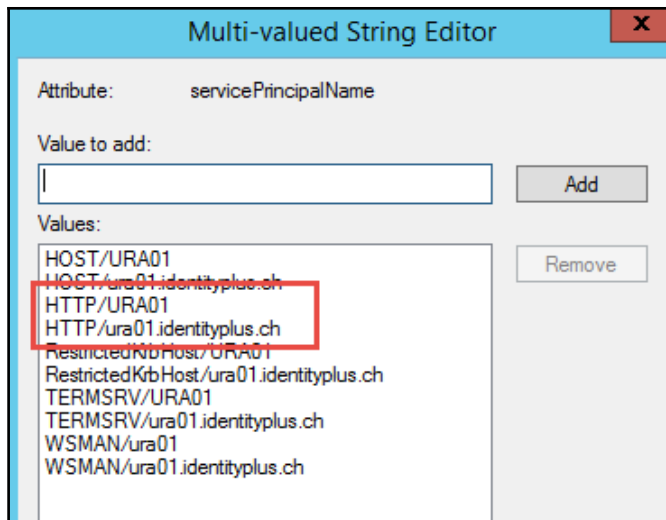 Multi-valued String Editor
x
Attribute: servicePrincipalName
Value to add:
Add
Values:
Remove
HOST/URA01
HOST/ura01.identityplus.ch
HTTP/URA01
HTTP/ura01.identityplus.ch
RestrictedKrbHost/URA01
RestrictedKrbHost/ura01.identityplus.ch
TERMSRV/URA01
TERMSRV/ura01.identityplus.ch
WSMAN/ura01
WSMAN/ura01.identityplus.ch